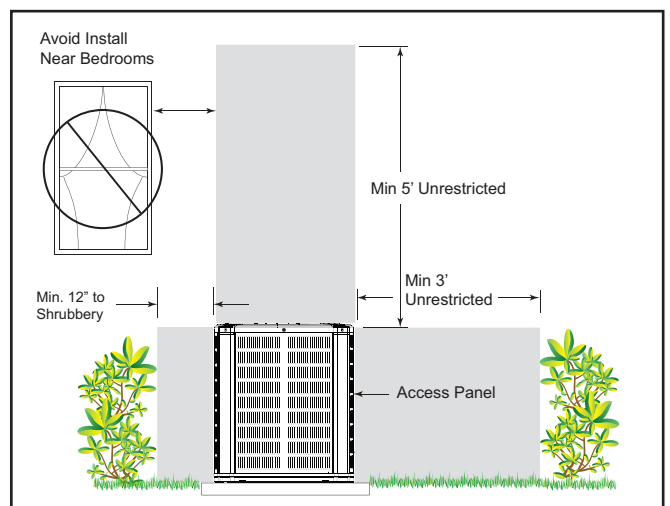 Avoid Install
Near Bedrooms
Min 5’ Unrestricted
Min. 12” to
Shrubbery
Min 3’
Unrestricted
Access Panel